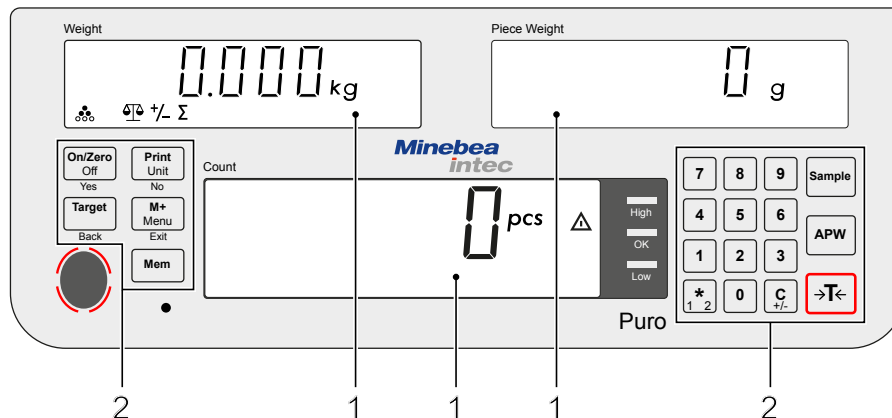 Weight
Piece Weight
0.000 kg
0 g
+/- Σ
Minebea
intec
On/Zero
Off
Yes
Print
Unit
No
Target
Back
M+
Menu
Exit
Mem
Count
0 pcs
High
OK
Low
7 8 9 Sample
4 5 6
APW
1 2 3
*
1 2
0
C
+/-
→T←
Puro
2 1 1 1 2